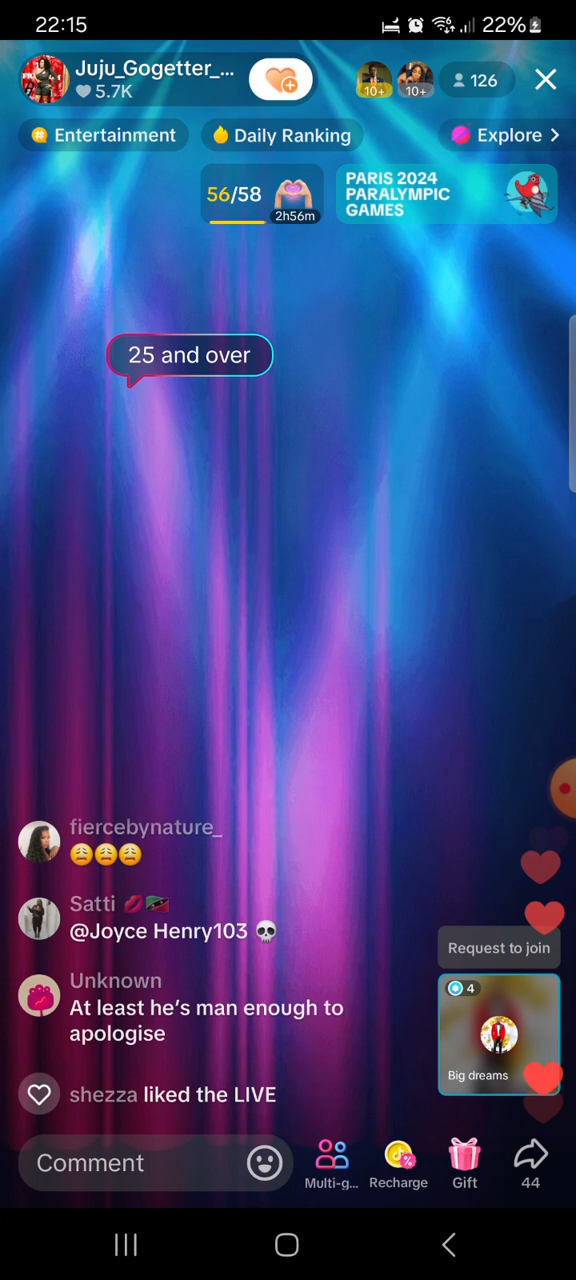 22:15
22%
Juju_Gogetter_...
5.7K
10+
10+
126
Entertainment
Daily Ranking
Explore
56/58
2h56m
PARIS 2024
PARALYMPIC
GAMES
25 and over
fiercebynature_
😩😩😩
Satti 💋🇰🇳
@Joyce Henry103 💀
Unknown
At least he's man enough to
apologise
shezza liked the LIVE
Request to join
4
Big dreams
Comment
Multi-g...
Recharge
Gift
44